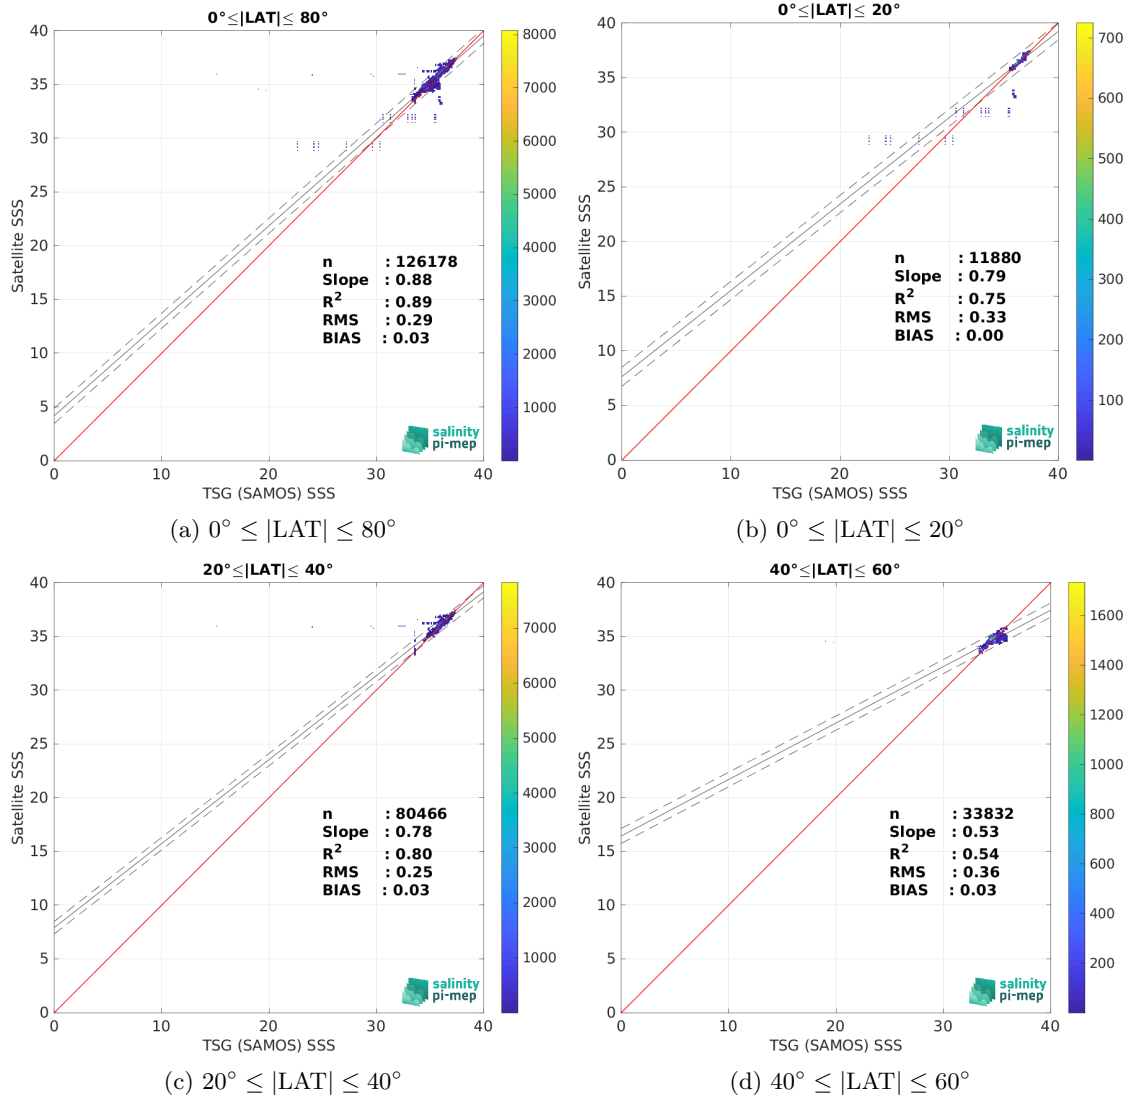 0°≤|LAT|≤ 80°
40
35
30
25
20
15
10
5
0
0
10
20
30
40
Satellite SSS
TSG (SAMOS) SSS
n : 126178
Slope : 0.88
R² : 0.89
RMS : 0.29
BIAS : 0.03
salinity
pi-mep
8000
7000
6000
5000
4000
3000
2000
1000
(a) 0° ≤ |LAT| ≤ 80°
0°≤|LAT|≤ 20°
40
35
30
25
20
15
10
5
0
0
10
20
30
40
Satellite SSS
TSG (SAMOS) SSS
n : 11880
Slope : 0.79
R² : 0.75
RMS : 0.33
BIAS : 0.00
salinity
pi-mep
700
600
500
400
300
200
100
(b) 0° ≤ |LAT| ≤ 20°
20°≤|LAT|≤ 40°
40
35
30
25
20
15
10
5
0
0
10
20
30
40
Satellite SSS
TSG (SAMOS) SSS
n : 80466
Slope : 0.78
R² : 0.80
RMS : 0.25
BIAS : 0.03
salinity
pi-mep
7000
6000
5000
4000
3000
2000
1000
(c) 20° ≤ |LAT| ≤ 40°
40°≤|LAT|≤ 60°
40
35
30
25
20
15
10
5
0
0
10
20
30
40
Satellite SSS
TSG (SAMOS) SSS
n : 33832
Slope : 0.53
R² : 0.54
RMS : 0.36
BIAS : 0.03
salinity
pi-mep
1600
1400
1200
1000
800
600
400
200
(d) 40° ≤ |LAT| ≤ 60°